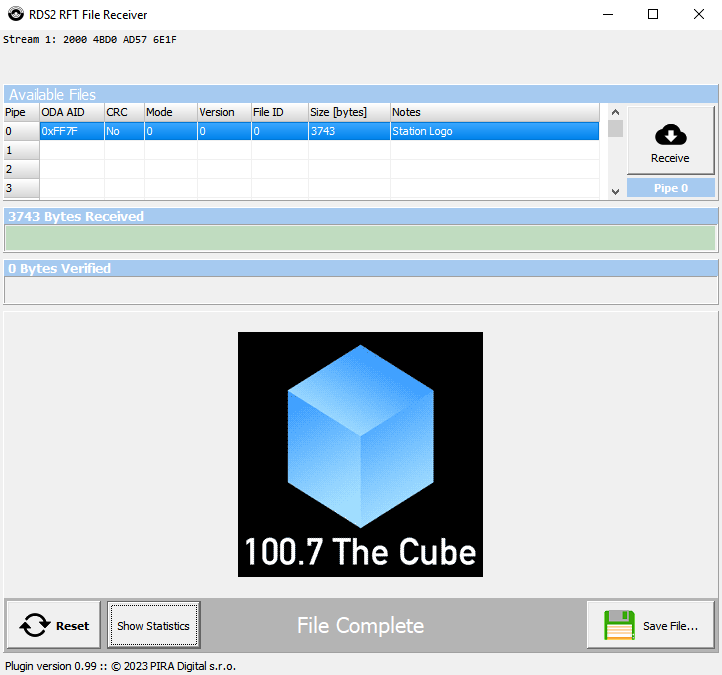 RDS2 RFT File Receiver
Stream 1: 2000 4BD0 AD57 6E1F
Available Files
Pipe ODA AID CRC Mode Version File ID Size [bytes] Notes
0 0xFF7F No 0 0 0 3743 Station Logo
1
2
3
Receive
Pipe 0
3743 Bytes Received
0 Bytes Verified
100.7 The Cube
Reset Show Statistics File Complete Save File...
Plugin version 0.99 :: © 2023 PIRA Digital s.r.o.